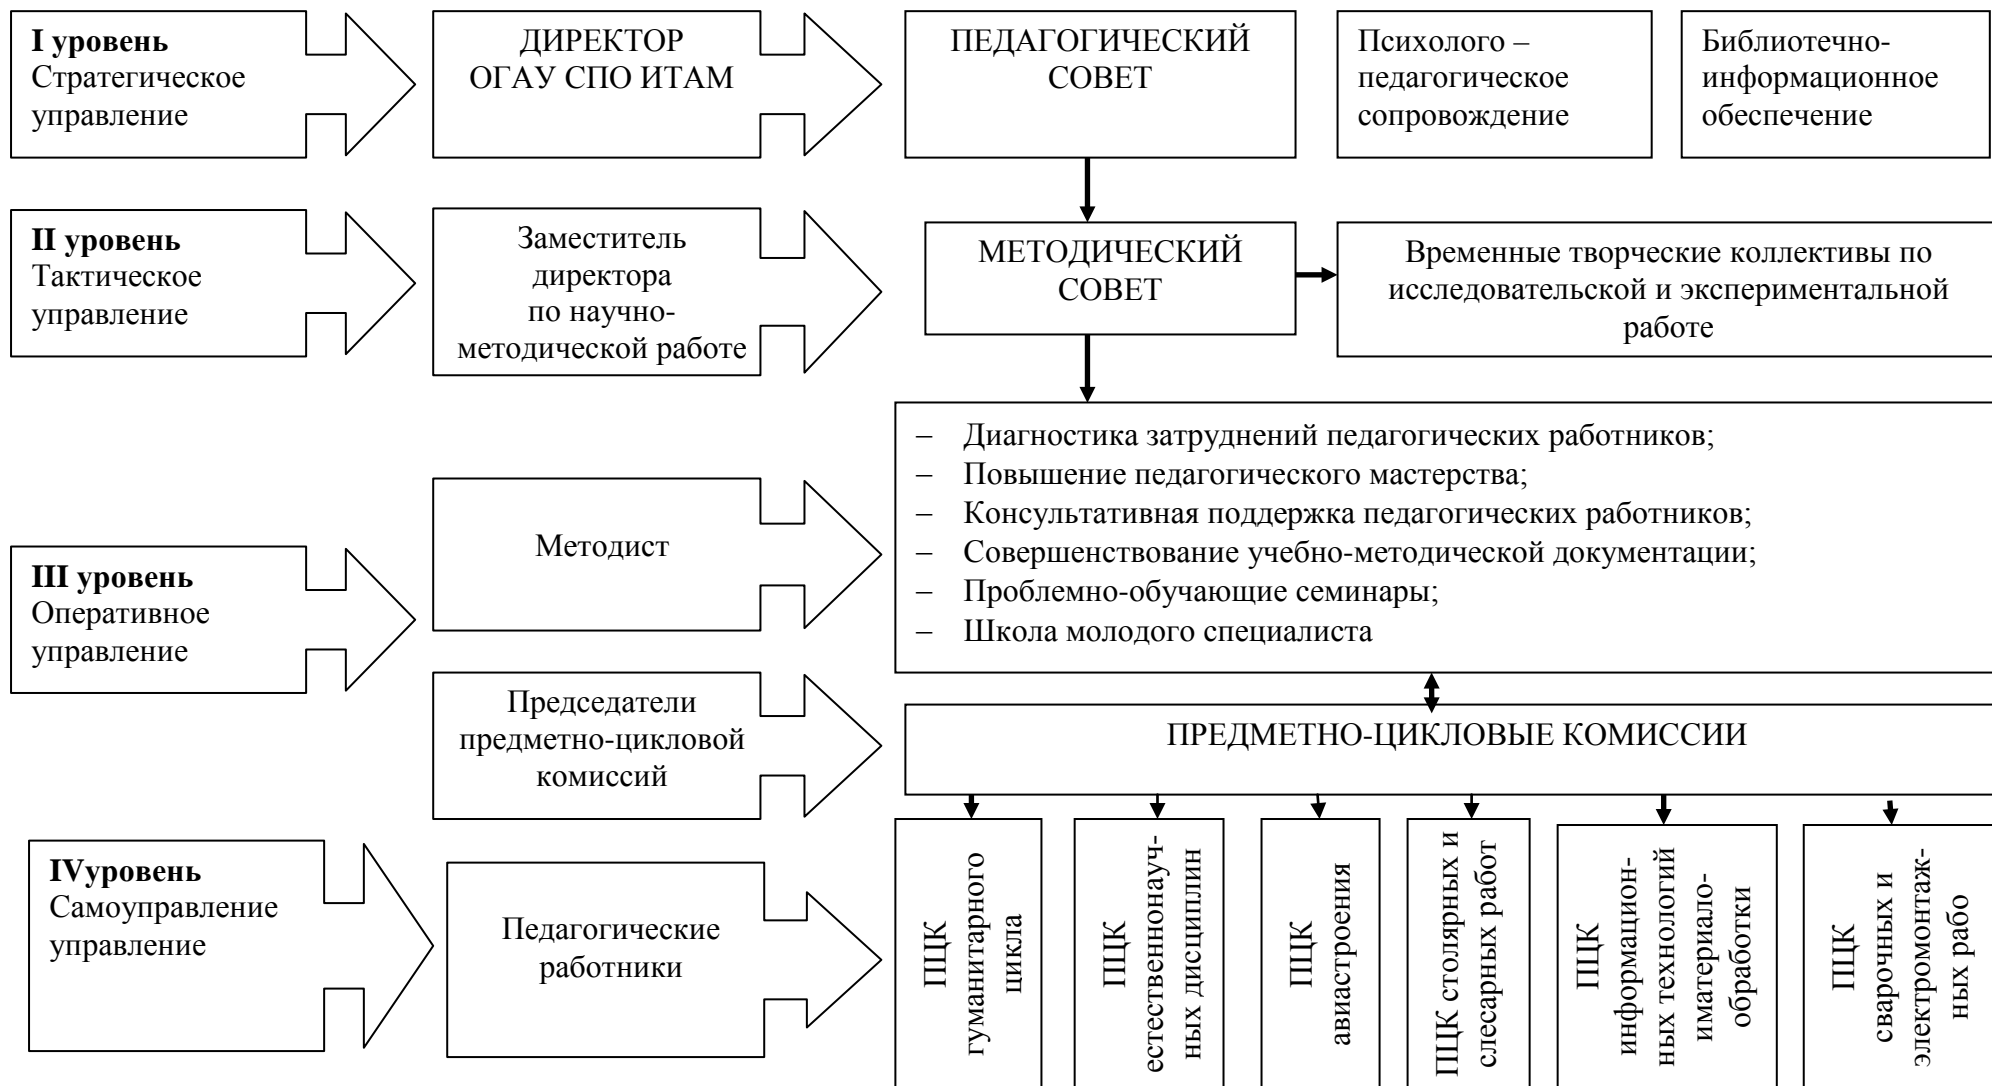 I уровень
Стратегическое
управление
ДИРЕКТОР
ОГАУ СПО ИТАМ
ПЕДАГОГИЧЕСКИЙ
СОВЕТ
Психолого –
педагогическое
сопровождение
Библиотечно-
информационное
обеспечение
II уровень
Тактическое
управление
Заместитель
директора
по научно-
методической работе
МЕТОДИЧЕСКИЙ
СОВЕТ
Временные творческие коллективы по
исследовательской и экспериментальной
работе
III уровень
Оперативное
управление
Методист
– Диагностика затруднений педагогических работников;
– Повышение педагогического мастерства;
– Консультативная поддержка педагогических работников;
– Совершенствование учебно-методической документации;
– Проблемно-обучающие семинары;
– Школа молодого специалиста
Председатели
предметно-цикловой
комиссий
ПРЕДМЕТНО-ЦИКЛОВЫЕ КОМИССИИ
IVуровень
Самоуправление
управление
Педагогические
работники
ПЦК
гуманитарного
цикла
ПЦК
естественнонауч-
ных дисциплин
ПЦК
авиастроения
ПЦК столярных и
слесарных работ
ПЦК
информацион-
ных технологий
иматериало-
обработки
ПЦК
сварочных и
электромонтаж-
ных рабо